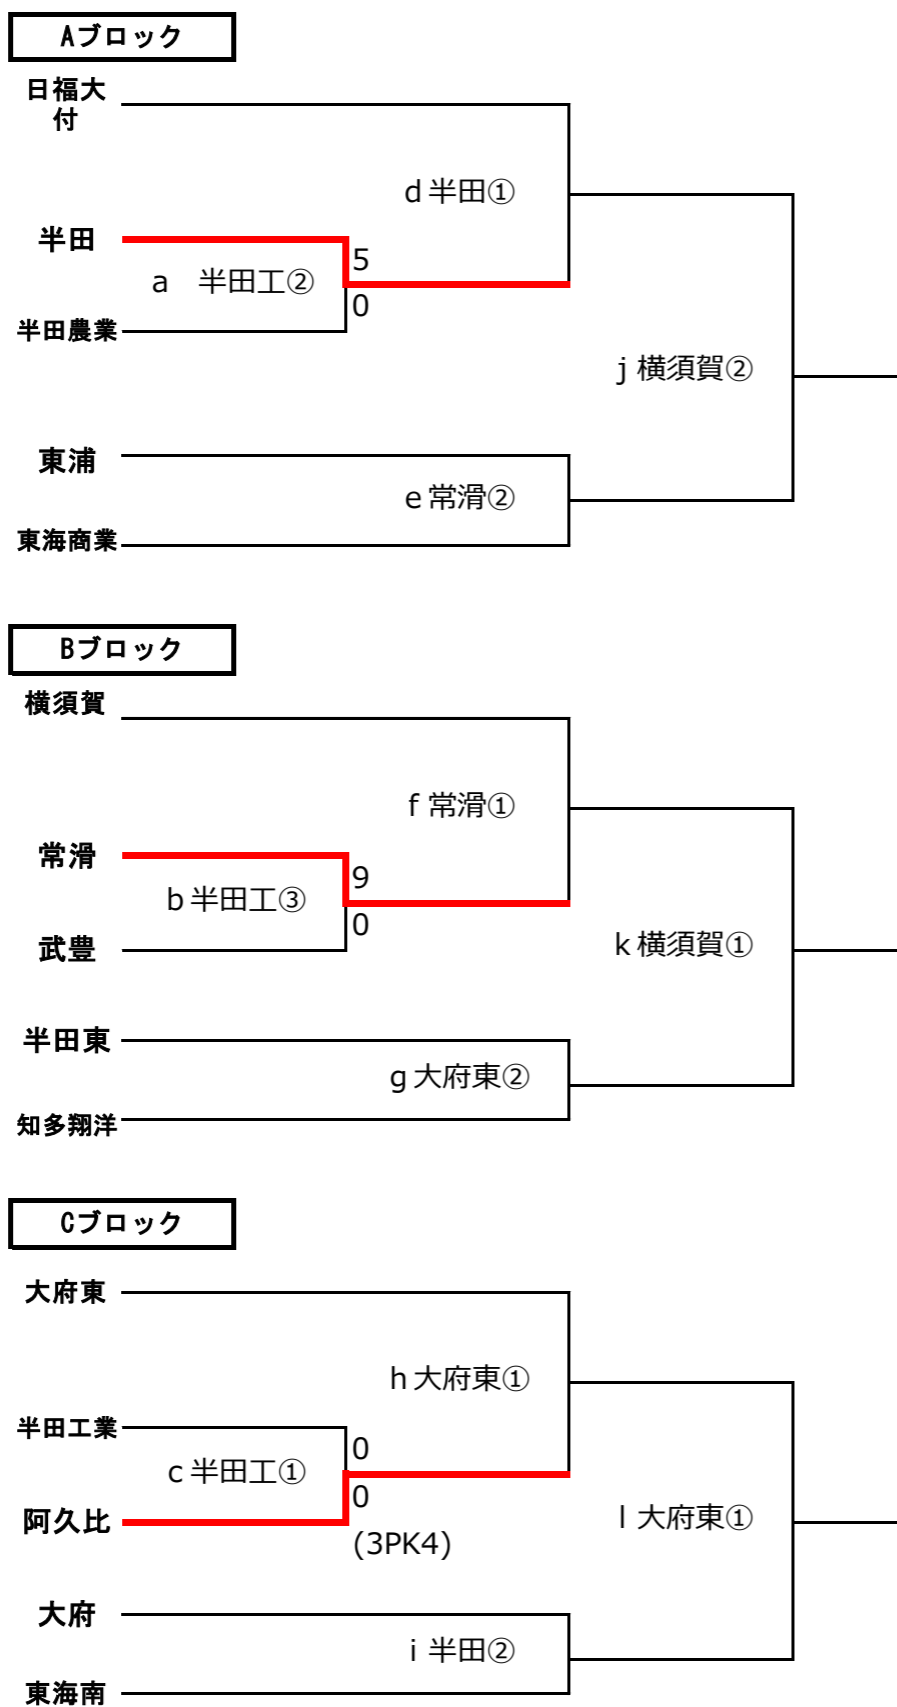 Aブロック
日福大
付
d 半田①
半田
5
a　半田工②
0
半田農業
j 横須賀②
東浦
e 常滑②
東海商業
Bブロック
横須賀
f 常滑①
常滑
9
b 半田工③
0
武豊
k 横須賀①
半田東
g 大府東②
知多翔洋
Cブロック
大府東
h 大府東①
半田工業
0
c 半田工①
0
阿久比
l 大府東①
(3PK4)
大府
i 半田②
東海南